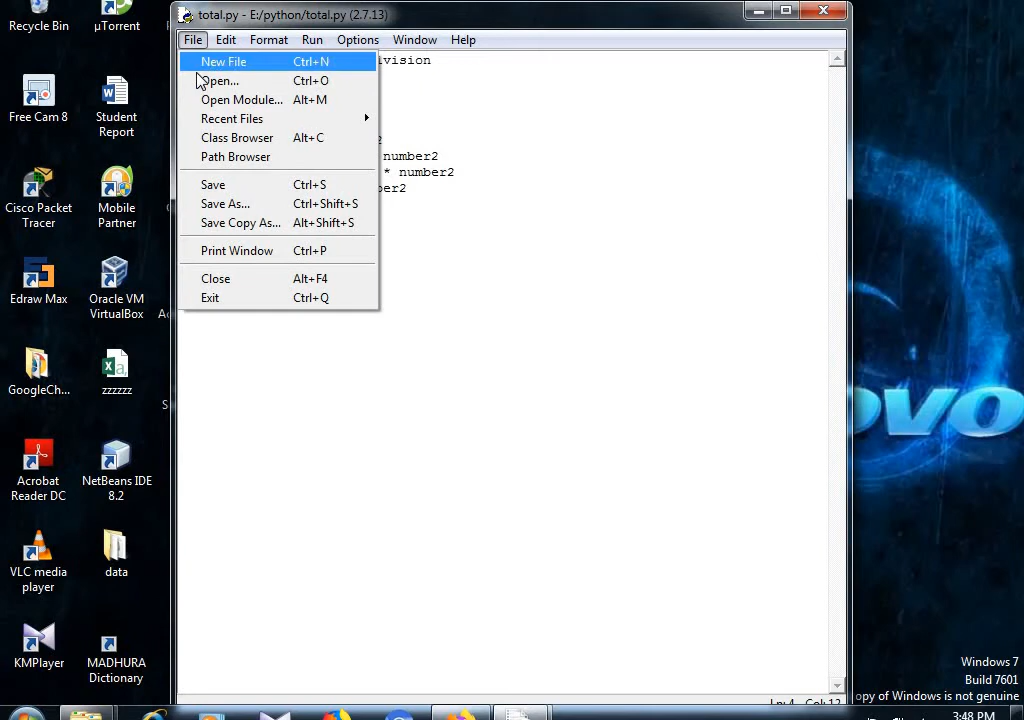 total.py - E:/python/total.py (2.7.13)
File Edit Format Run Options Window Help
New File Ctrl+N
Open... Ctrl+O
Open Module... Alt+M
Recent Files
Class Browser Alt+C
Path Browser
Save Ctrl+S
Save As... Ctrl+Shift+S
Save Copy As... Alt+Shift+S
Print Window Ctrl+P
Close Alt+F4
Exit Ctrl+Q
ivision
2
number2
* number2
ber2
Recycle Bin
µTorrent
Free Cam 8
Student
Report
Cisco Packet
Tracer
Mobile
Partner
Edraw Max
Oracle VM
VirtualBox
GoogleCh...
zzzzzz
Acrobat
Reader DC
NetBeans IDE
8.2
VLC media
player
data
KMPlayer
MADHURA
Dictionary
OVO
Windows 7
Build 7601
opy of Windows is not genuine
3:48 PM